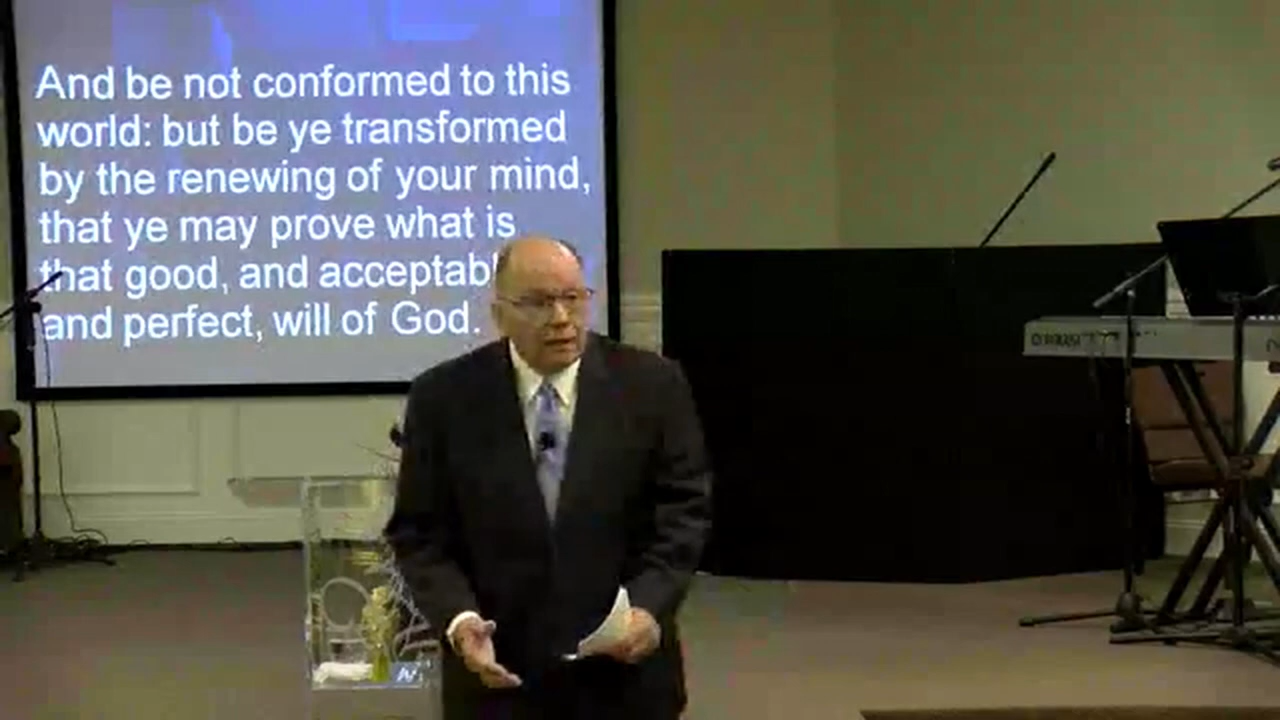 And be not conformed to this
world: but be ye transformed
by the renewing of your mind,
that ye may prove what is
that good, and acceptabl
and perfect, will of God.